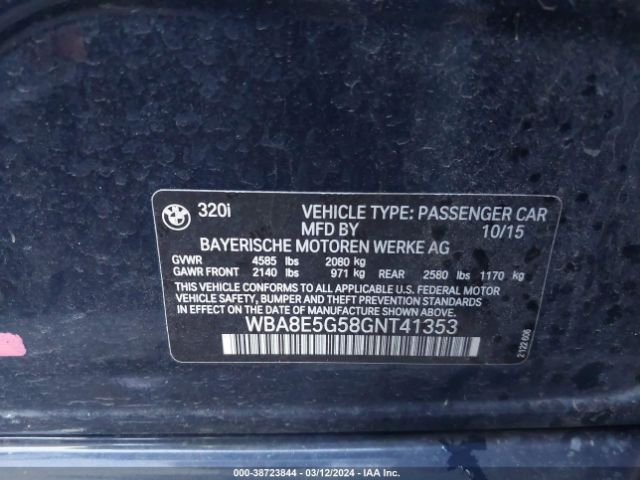 BMW
320i
VEHICLE TYPE: PASSENGER CAR
MFD BY 10/15
BAYERISCHE MOTOREN WERKE AG
GVWR 4585 lbs 2080 kg
GAWR FRONT 2140 lbs 971 kg REAR 2580 lbs 1170 kg
THIS VEHICLE CONFORMS TO ALL APPLICABLE U.S. FEDERAL MOTOR
VEHICLE SAFETY, BUMPER, AND THEFT PREVENTION STANDARDS
IN EFFECT ON THE DATE OF MANUFACTURE SHOWN ABOVE.
WBA8E5G58GNT41353
2122 606
000-38723844 - 03/12/2024 - IAA Inc.